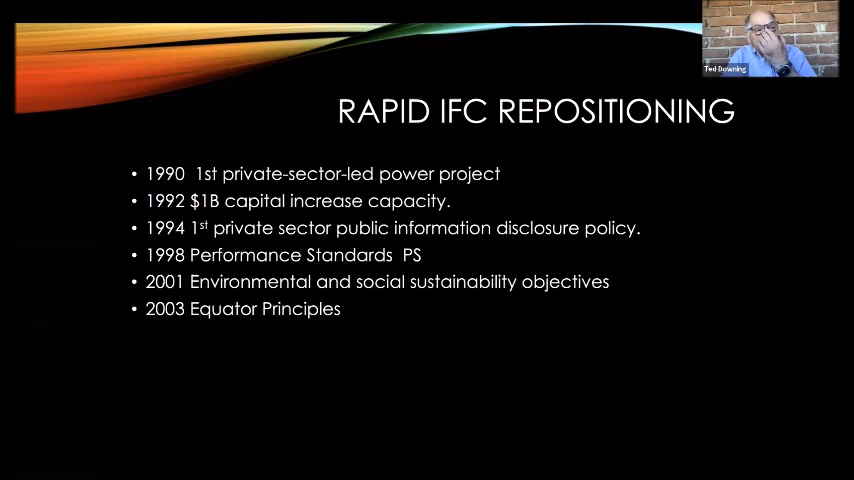 Ted Downing
RAPID IFC REPOSITIONING
• 1990 1st private-sector-led power project
• 1992 $1B capital increase capacity.
• 1994 1st private sector public information disclosure policy.
• 1998 Performance Standards PS
• 2001 Environmental and social sustainability objectives
• 2003 Equator Principles